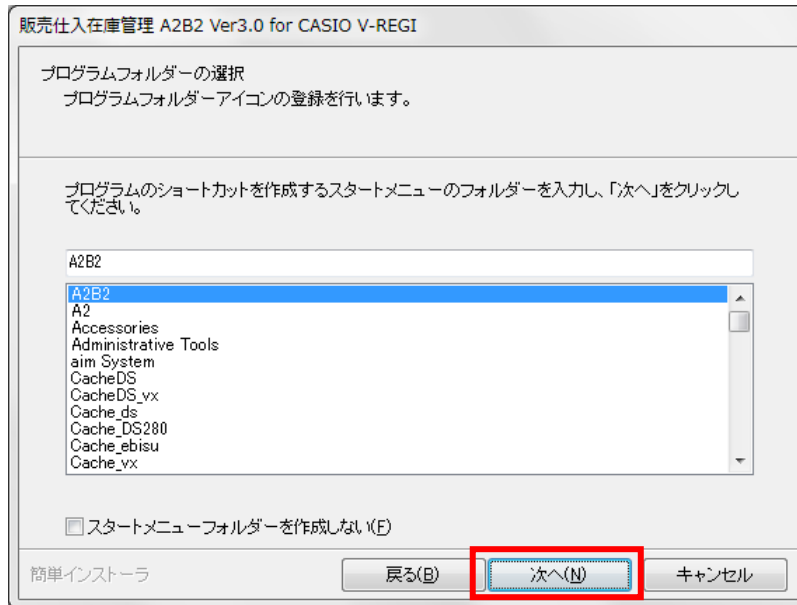 販売仕入在庫管理 A2B2 Ver3.0 for CASIO V-REGI
プログラムフォルダーの選択
プログラムフォルダーアイコンの登録を行います。
プログラムのショートカットを作成するスタートメニューのフォルダーを入力し、「次へ」をクリックし
てください。
A2B2
A2B2
A2
Accessories
Administrative Tools
aim System
CacheDS
CacheDS_vx
Cache_ds
Cache_DS280
Cache_ebisu
Cache_vx
スタートメニューフォルダーを作成しない(F)
簡単インストーラ
戻る(B)
次へ(N)
キャンセル